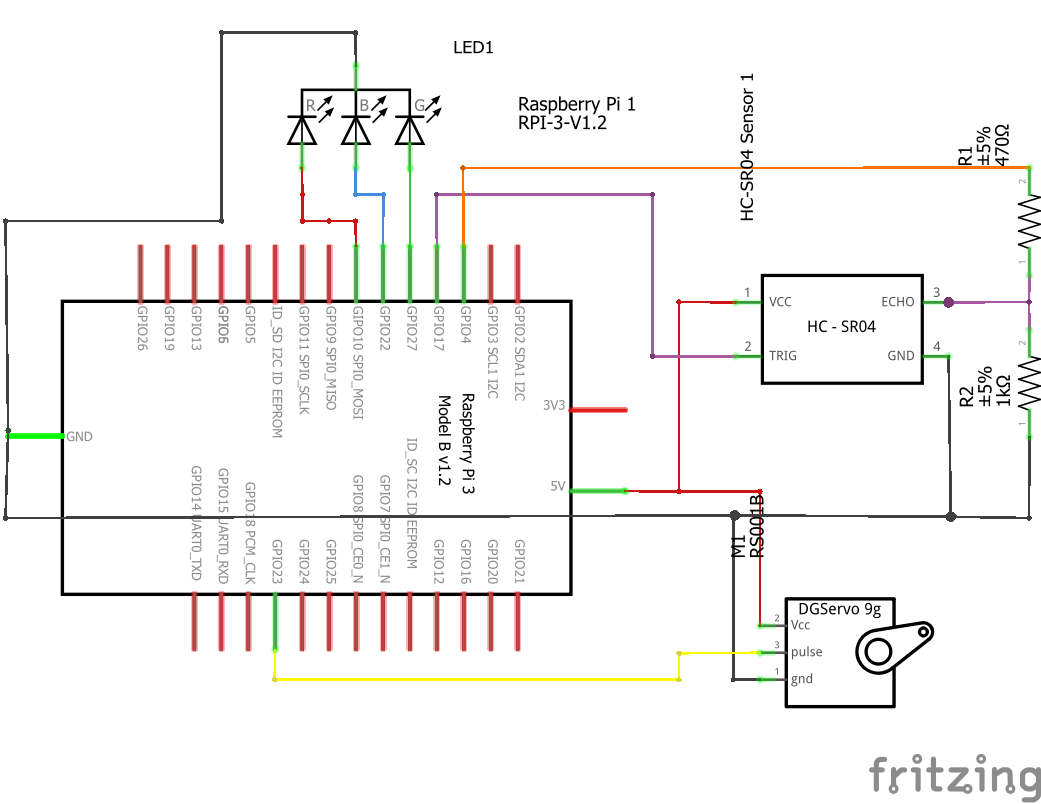 LED1
R
B
G
Raspberry Pi 1
RPI-3-V1.2
HC-SR04 Sensor 1
R1
±5%
470Ω
2
1
GPIO26
GPIO19
GPIO13
GPIO6
GPIO5
ID_SD I2C ID EEPROM
GPIO11 SPI0_SCLK
GPIO9 SPI0_MISO
GIPO10 SPI0_MOSI
GPIO22
GPIO27
GPIO17
GPIO4
GPIO3 SCL1 I2C
GPIO2 SDA1 I2C
1
VCC
2
TRIG
HC - SR04
ECHO
3
GND
4
R2
±5%
1kΩ
2
1
3V3
Raspberry Pi 3
Model B v1.2
GND
5V
GPIO14 UART0_TXD
GPIO15 UART0_RXD
GPIO18 PCM_CLK
GPIO23
GPIO24
GPIO25
GPIO8 SPI0_CE0_N
GPIO7 SPI0_CE1_N
ID_SC I2C ID EEPROM
GPIO12
GPIO16
GPIO20
GPIO21
M1
RS001B
DGServo 9g
2
Vcc
3
pulse
1
gnd
fritzing